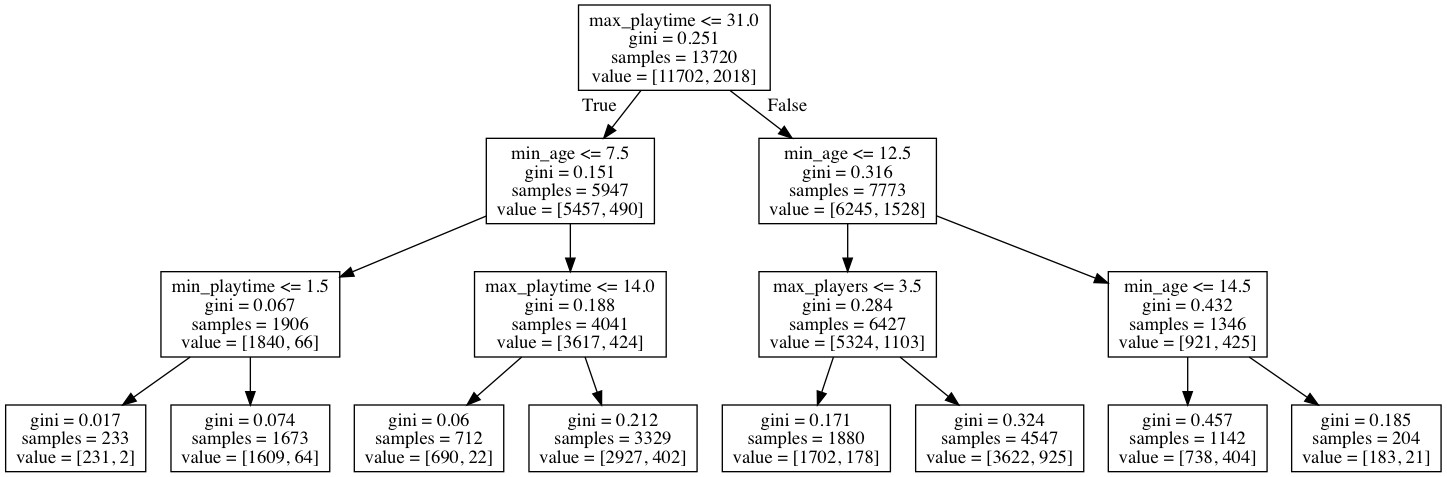 max_playtime <= 31.0
gini = 0.251
samples = 13720
value = [11702, 2018]
True
False
min_age <= 7.5
gini = 0.151
samples = 5947
value = [5457, 490]
min_age <= 12.5
gini = 0.316
samples = 7773
value = [6245, 1528]
min_playtime <= 1.5
gini = 0.067
samples = 1906
value = [1840, 66]
max_playtime <= 14.0
gini = 0.188
samples = 4041
value = [3617, 424]
max_players <= 3.5
gini = 0.284
samples = 6427
value = [5324, 1103]
min_age <= 14.5
gini = 0.432
samples = 1346
value = [921, 425]
gini = 0.017
samples = 233
value = [231, 2]
gini = 0.074
samples = 1673
value = [1609, 64]
gini = 0.06
samples = 712
value = [690, 22]
gini = 0.212
samples = 3329
value = [2927, 402]
gini = 0.171
samples = 1880
value = [1702, 178]
gini = 0.324
samples = 4547
value = [3622, 925]
gini = 0.457
samples = 1142
value = [738, 404]
gini = 0.185
samples = 204
value = [183, 21]